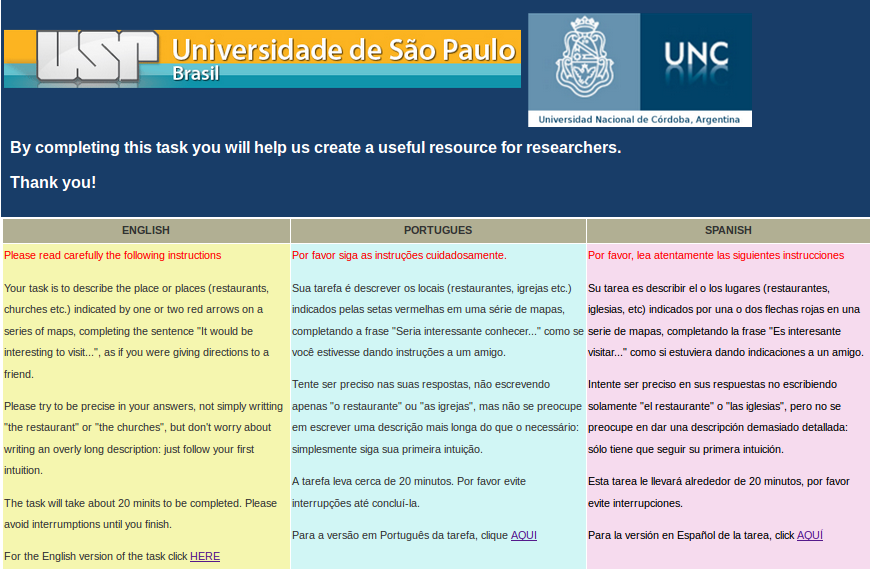 USP Universidade de São Paulo
Brasil
UNC
Universidad Nacional de Córdoba, Argentina
By completing this task you will help us create a useful resource for researchers.
Thank you!
ENGLISH
Please read carefully the following instructions
Your task is to describe the place or places (restaurants,
churches etc.) indicated by one or two red arrows on a
series of maps, completing the sentence "It would be
interesting to visit...", as if you were giving directions to a
friend.
Please try to be precise in your answers, not simply writting
"the restaurant" or "the churches", but don't worry about
writing an overly long description: just follow your first
intuition.
The task will take about 20 minits to be completed. Please
avoid interrumptions until you finish.
For the English version of the task click HERE
PORTUGUES
Por favor siga as instruções cuidadosamente.
Sua tarefa é descrever os locais (restaurantes, igrejas etc.)
indicados pelas setas vermelhas em uma série de mapas,
completando a frase "Seria interessante conhecer..." como se
você estivesse dando instruções a um amigo.
Tente ser preciso nas suas respostas, não escrevendo
apenas "o restaurante" ou "as igrejas", mas não se preocupe
em escrever uma descrição mais longa do que o necessário:
simplesmente siga sua primeira intuição.
A tarefa leva cerca de 20 minutos. Por favor evite
interrupções até concluí-la.
Para a versão em Português da tarefa, clique AQUI
SPANISH
Por favor, lea atentamente las siguientes instrucciones
Su tarea es describir el o los lugares (restaurantes,
iglesias, etc) indicados por una o dos flechas rojas en una
serie de mapas, completando la frase "Es interesante
visitar..." como si estuviera dando indicaciones a un amigo.
Intente ser preciso en sus respuestas no escribiendo
solamente "el restaurante" o "las iglesias", pero no se
preocupe en dar una descripción demasiado detallada:
sólo tiene que seguir su primera intuición.
Esta tarea le llevará alrededor de 20 minutos, por favor
evite interrupciones.
Para la versión en Español de la tarea, click AQUÍ